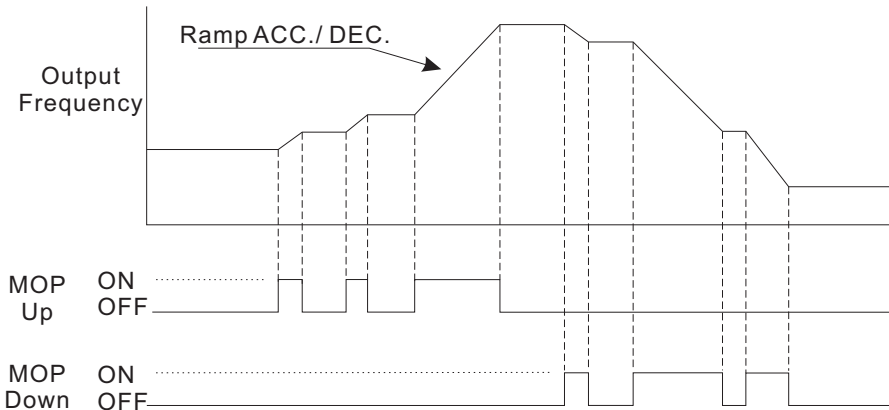 Ramp ACC./ DEC.
Output
Frequency
MOP
Up
ON
OFF
MOP
Down
ON
OFF